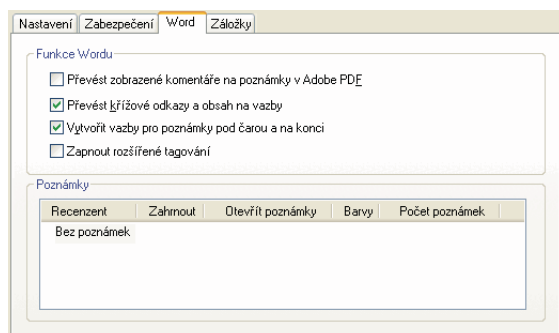 Nastavení Zabezpečení Word Záložky
Funkce Wordu
Převést zobrazené komentáře na poznámky v Adobe PDF
Převést křížové odkazy a obsah na vazby
Vytvořit vazby pro poznámky pod čarou a na konci
Zapnout rozšířené tagování
Poznámky
Recenzent Zahrnout Otevřít poznámky Barvy Počet poznámek
Bez poznámek